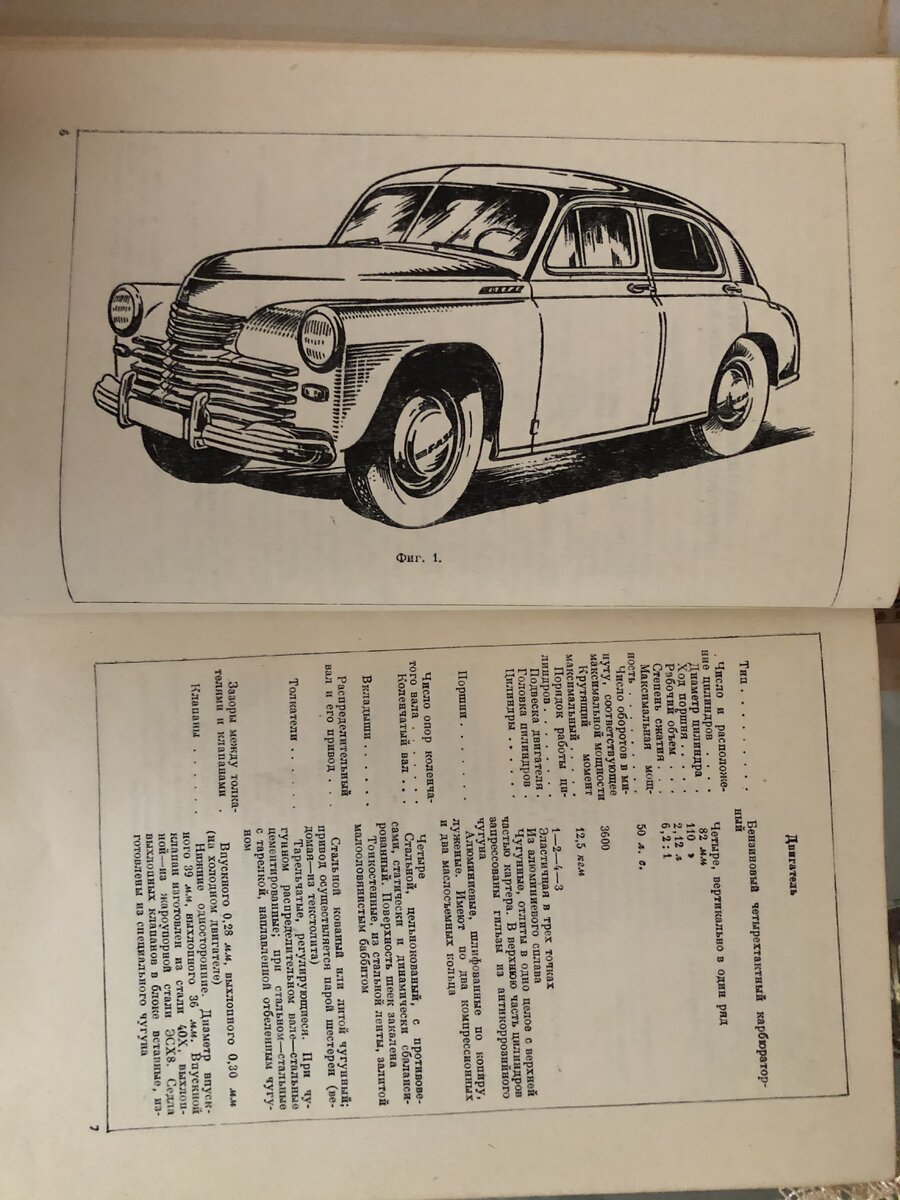 6
ПОБЕДА
ГАЗ
Фиг. 1.
Двигатель
Тип . . . . . . . . Бензиновый четырехтактный карбюратор-
ный
Число и расположе-
ние цилиндров . . . . Четыре, вертикально в один ряд
Диаметр цилиндра . 82 мм
Ход поршня . . . . 110 »
Рабочий объем . . . 2,12 л
Степень сжатия . . . 6,2 : 1
Максимальная мощ-
ность . . . . . . . . 50 л. с.
Число оборотов в ми-
нуту, соответствующее
максимальной мощности 3600
Крутящий момент
максимальный . . . . 12,5 кгм
Порядок работы ци-
линдров . . . . . . . 1—2—4—3
Подвеска двигателя . Эластичная в трех точках
Головка цилиндров . Из алюминиевого сплава
Цилиндры . . . . . Чугунные, отлиты в одно целое с верхней
частью картера. В верхнюю часть цилиндров
запрессованы гильзы из антикоррозийного
чугуна
Поршни . . . . . . Алюминиевые, шлифованные по копиру,
луженые. Имеют по два компрессионных
и два маслосъемных кольца
Число опор коленча-
того вала . . . . . . Четыре
Коленчатый вал . . . Стальной, цельнокованый, с противове-
сами, статически и динамически сбаланси-
рованный. Поверхность шеек закалена
Вкладыши . . . . . Тонкостенные, из стальной ленты, залитой
малооловянистым баббитом
Распределительный
вал и его привод . . . Стальной кованый или литой чугунный;
привод осуществляется парой шестерен (ве-
домая—из текстолита)
Толкатели . . . . . Тарельчатые, регулирующиеся. При чу-
гунном распределительном вале—стальные
цементированные; при стальном—стальные
с тарелкой, наплавленной отбеленным чугу-
ном
Зазоры между толка-
телями и клапанами . Впускного 0,28 мм, выхлопного 0,30 мм
(на холодном двигателе)
Клапаны . . . . . . Нижние односторонние. Диаметр впуск-
ного 39 мм, выхлопного 36 мм. Впускной
клапан изготовлен из стали 40Х, выхлоп-
ной—из жароупорной стали ЭСХ8. Седла
выхлопных клапанов в блоке вставные, из-
готовлены из специального чугуна
7